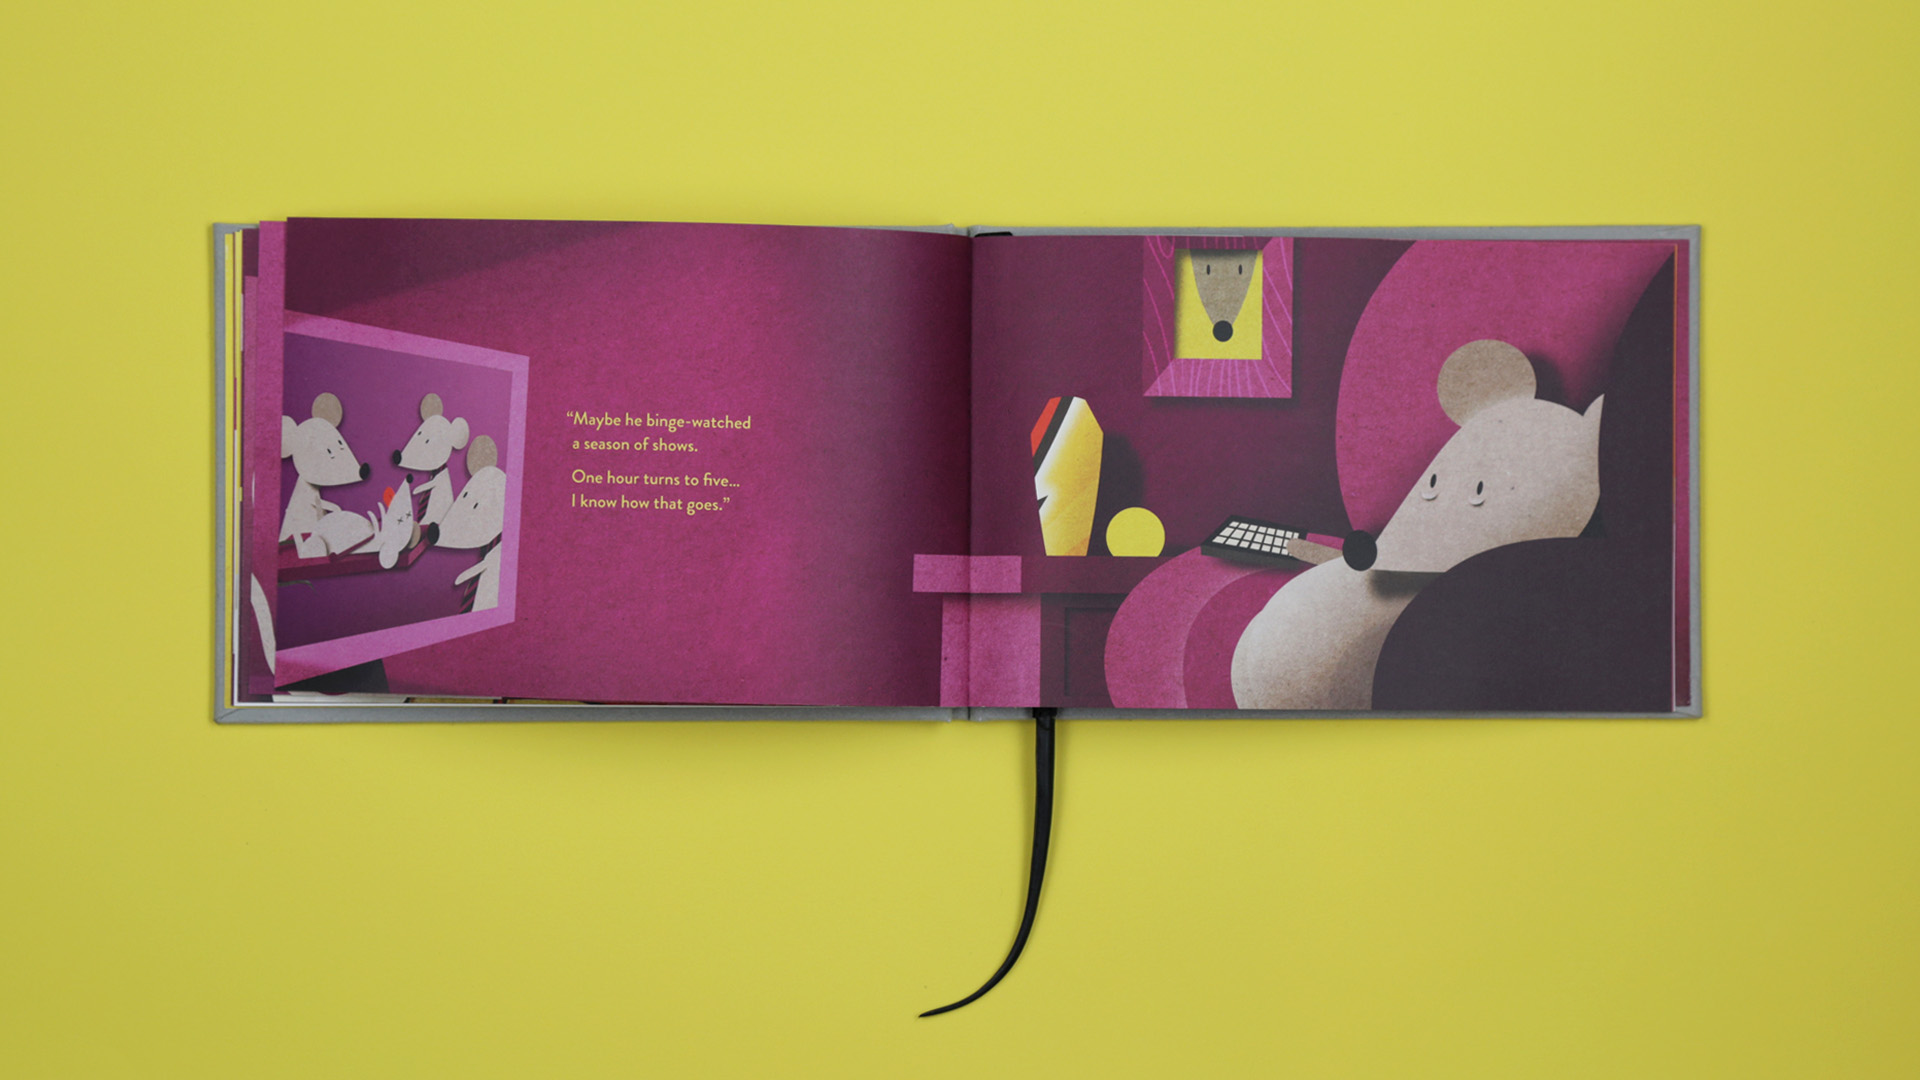 “Maybe he binge-watched
a season of shows.
One hour turns to five...
I know how that goes.”